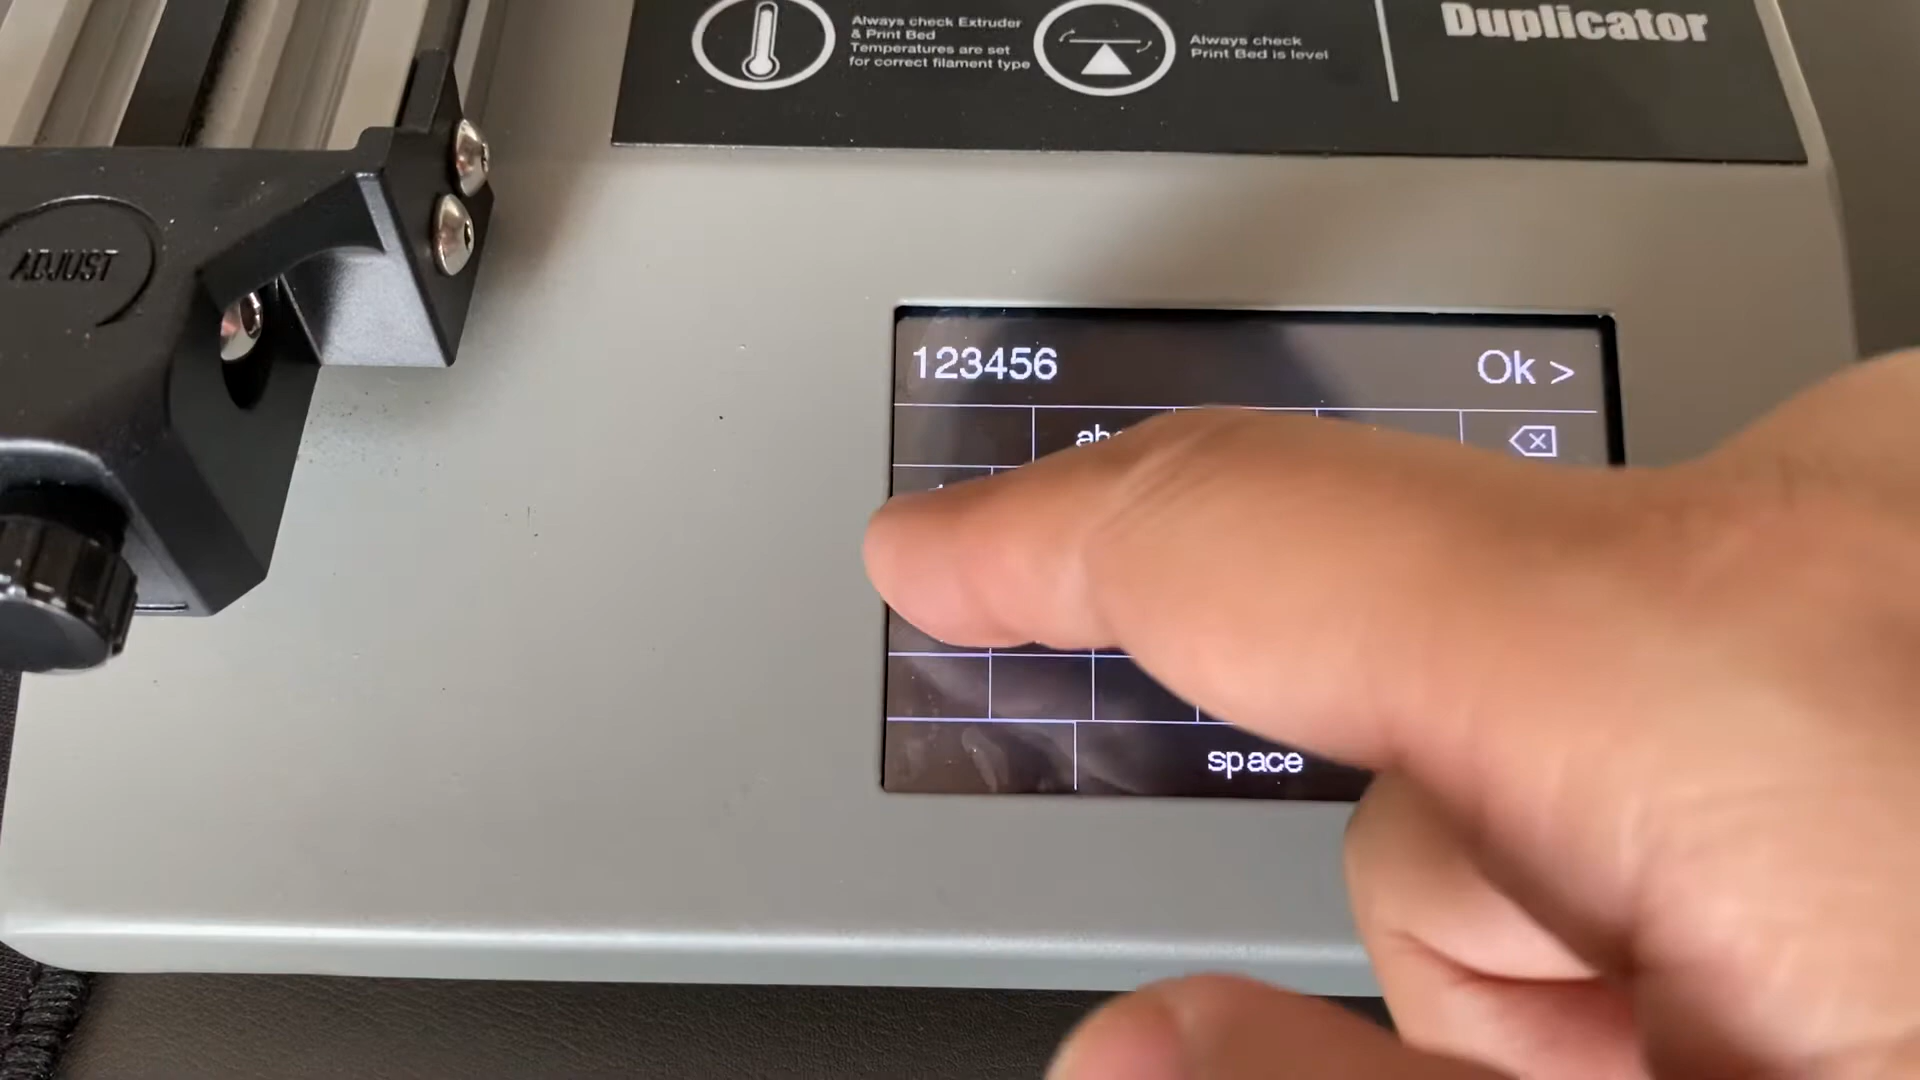 Always check Extruder
& Print Bed
Temperatures are set
for correct filament type
Always check
Print Bed is level
Duplicator
ADJUST
123456
Ok >
space